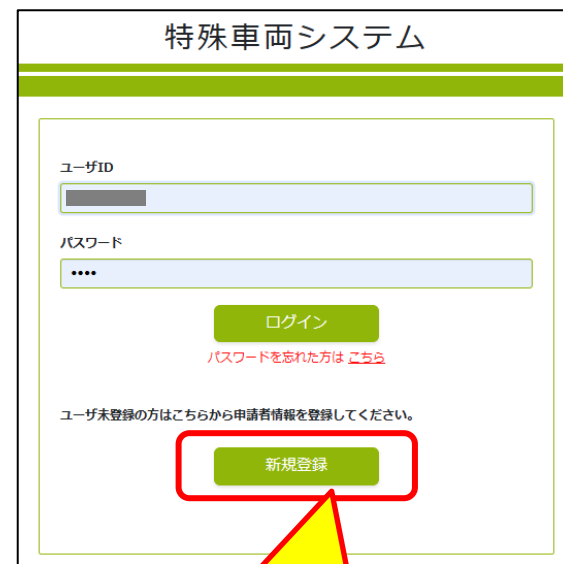 特殊車両システム
ユーザID
パスワード
••••
ログイン
パスワードを忘れた方は こちら
ユーザ未登録の方はこちらから申請者情報を登録してください。
新規登録